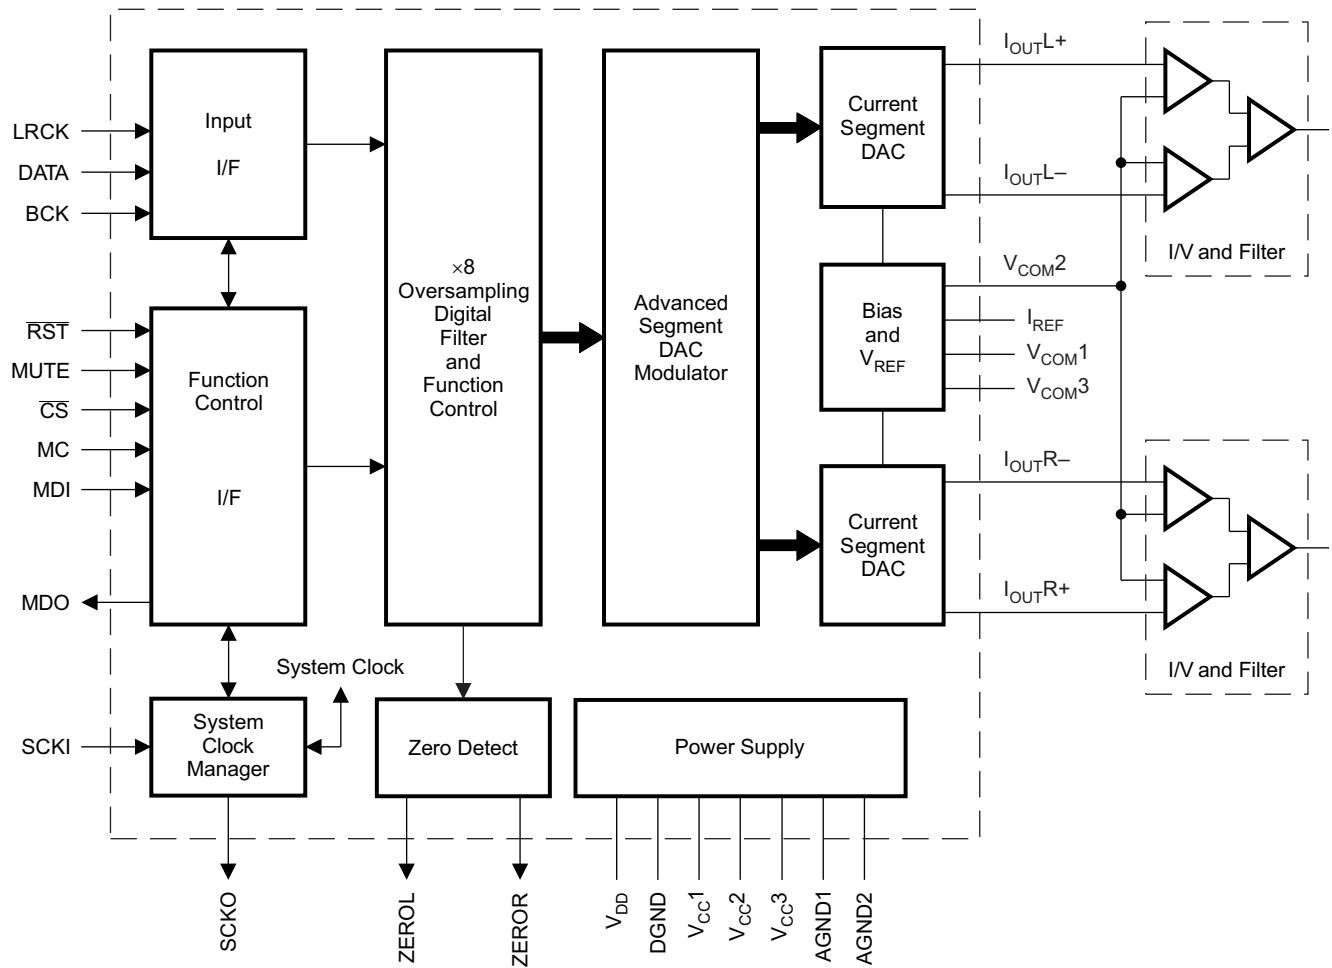 LRCK
DATA
BCK
Input
I/F
RST
MUTE
CS
MC
MDI
MDO
Function
Control
I/F
SCKI
System
Clock
Manager
System Clock
SCKO
×8
Oversampling
Digital
Filter
and
Function
Control
Zero Detect
ZEROL
ZEROR
Advanced
Segment
DAC
Modulator
Power Supply
VDD
DGND
VCC1
VCC2
VCC3
AGND1
AGND2
Current
Segment
DAC
Bias
and
VREF
Current
Segment
DAC
IOUTL+
IOUTL–
VCOM2
IREF
VCOM1
VCOM3
IOUTR–
IOUTR+
I/V and Filter
I/V and Filter